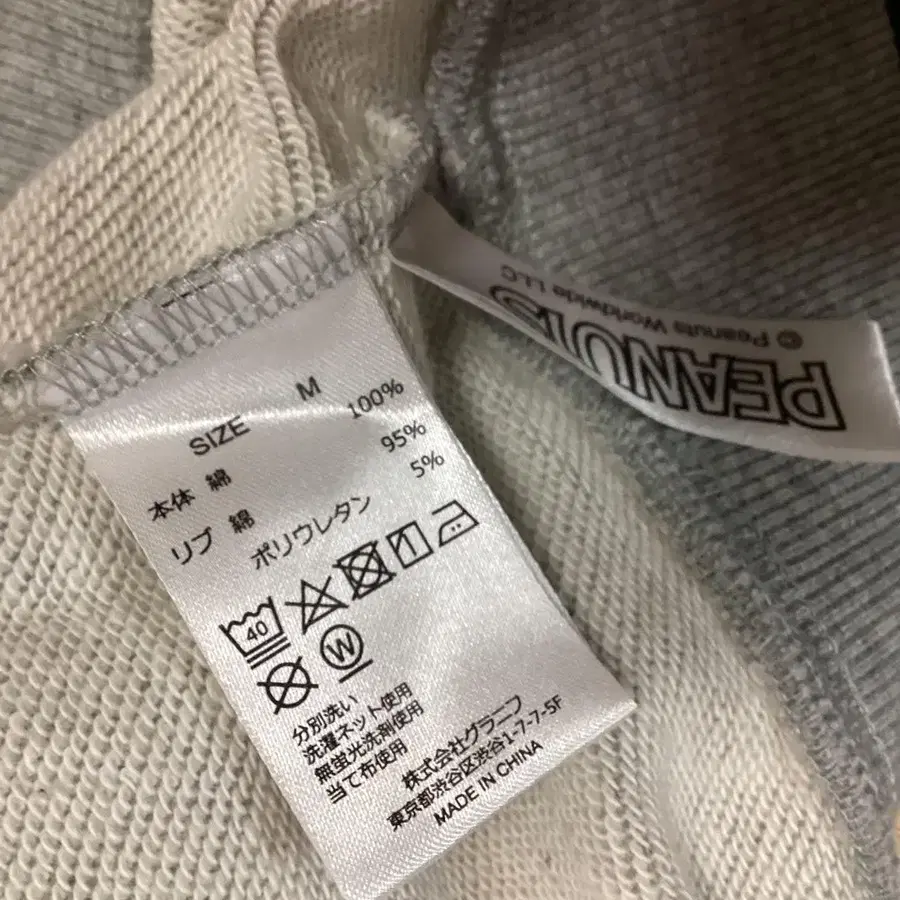 SIZE M
本体 綿 100%
リブ 綿 95%
ポリウレタン 5%
40
W
分別洗い
洗濯ネット使用
無蛍光洗剤使用
当て布使用
株式会社グラーフ
東京都渋谷区渋谷1-7-7-5F
MADE IN CHINA
PEANUTS
© Peanuts Worldwide LLC